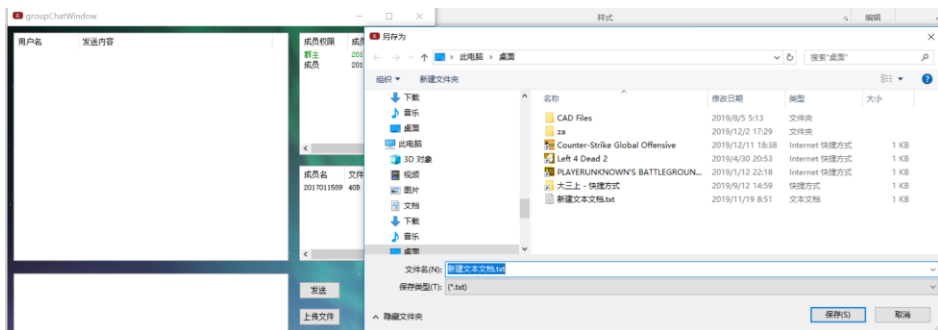 groupChatWindow
样式
编辑
用户名 发送内容
成员权限 成员
群主 201
成员 201
成员名 文件
2017011589 40B
发送
上传文件
另存为
此电脑 › 桌面
搜索"桌面"
组织 新建文件夹
下载
音乐
桌面
此电脑
3D 对象
视频
图片
文档
下载
音乐
桌面
名称 修改日期 类型 大小
CAD Files 2019/8/5 5:13 文件夹
za 2019/12/2 17:29 文件夹
Counter-Strike Global Offensive 2019/12/11 18:38 Internet 快捷方式 1 KB
Left 4 Dead 2 2019/4/30 20:53 Internet 快捷方式 1 KB
PLAYERUNKNOWN'S BATTLEGROUN... 2019/1/12 22:18 Internet 快捷方式 1 KB
大三上 - 快捷方式 2019/9/12 14:59 快捷方式 1 KB
新建文本文档.txt 2019/11/19 8:51 文本文档 1 KB
文件名(N): 新建文本文档.txt
保存类型(T): (*.txt)
隐藏文件夹
保存(S) 取消